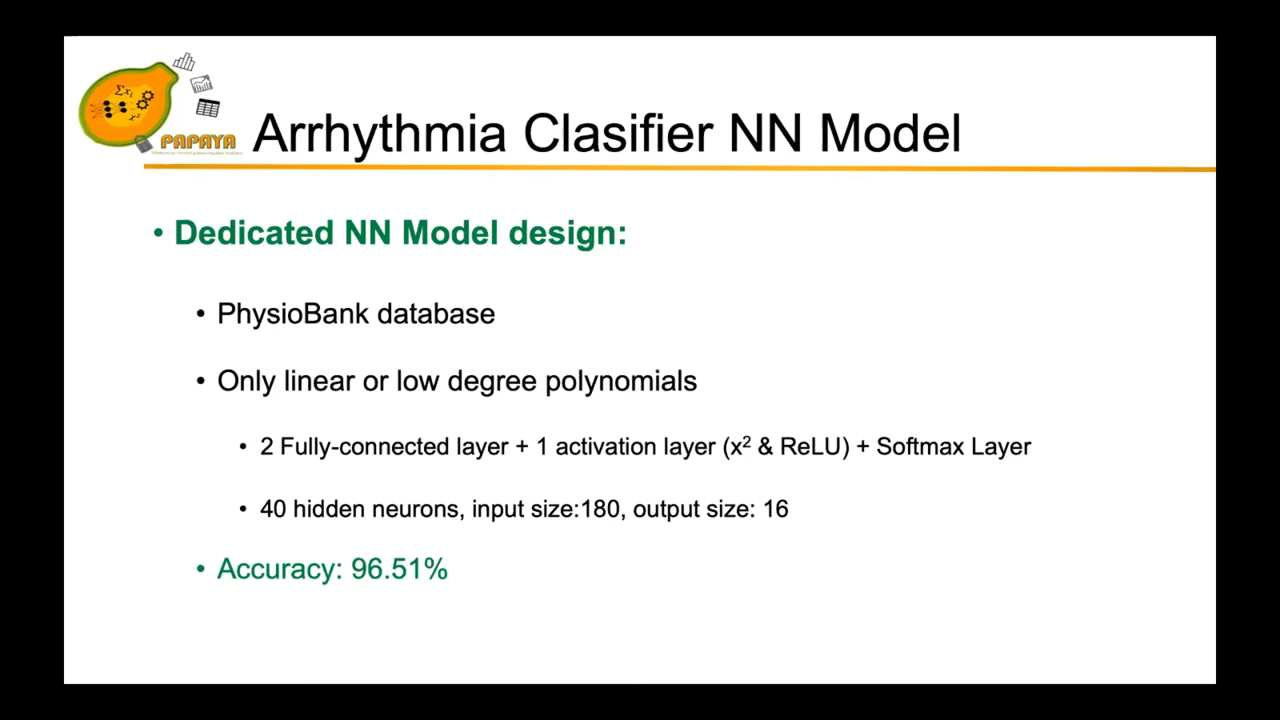 PAPAYA
Arrhythmia Clasifier NN Model
• Dedicated NN Model design:
• PhysioBank database
• Only linear or low degree polynomials
• 2 Fully-connected layer + 1 activation layer (x² & ReLU) + Softmax Layer
• 40 hidden neurons, input size:180, output size: 16
• Accuracy: 96.51%